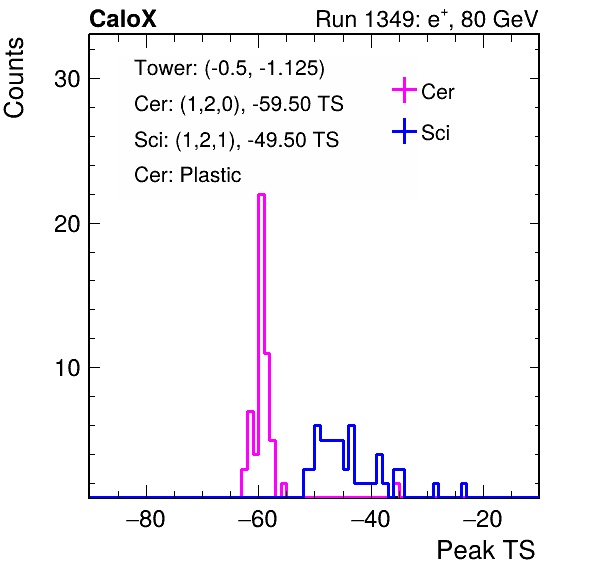 CaloX Run 1349: e⁺, 80 GeV
Counts
30
20
10
Tower: (-0.5, -1.125)
Cer: (1,2,0), -59.50 TS
Sci: (1,2,1), -49.50 TS
Cer: Plastic
Cer
Sci
−80 −60 −40 −20
Peak TS